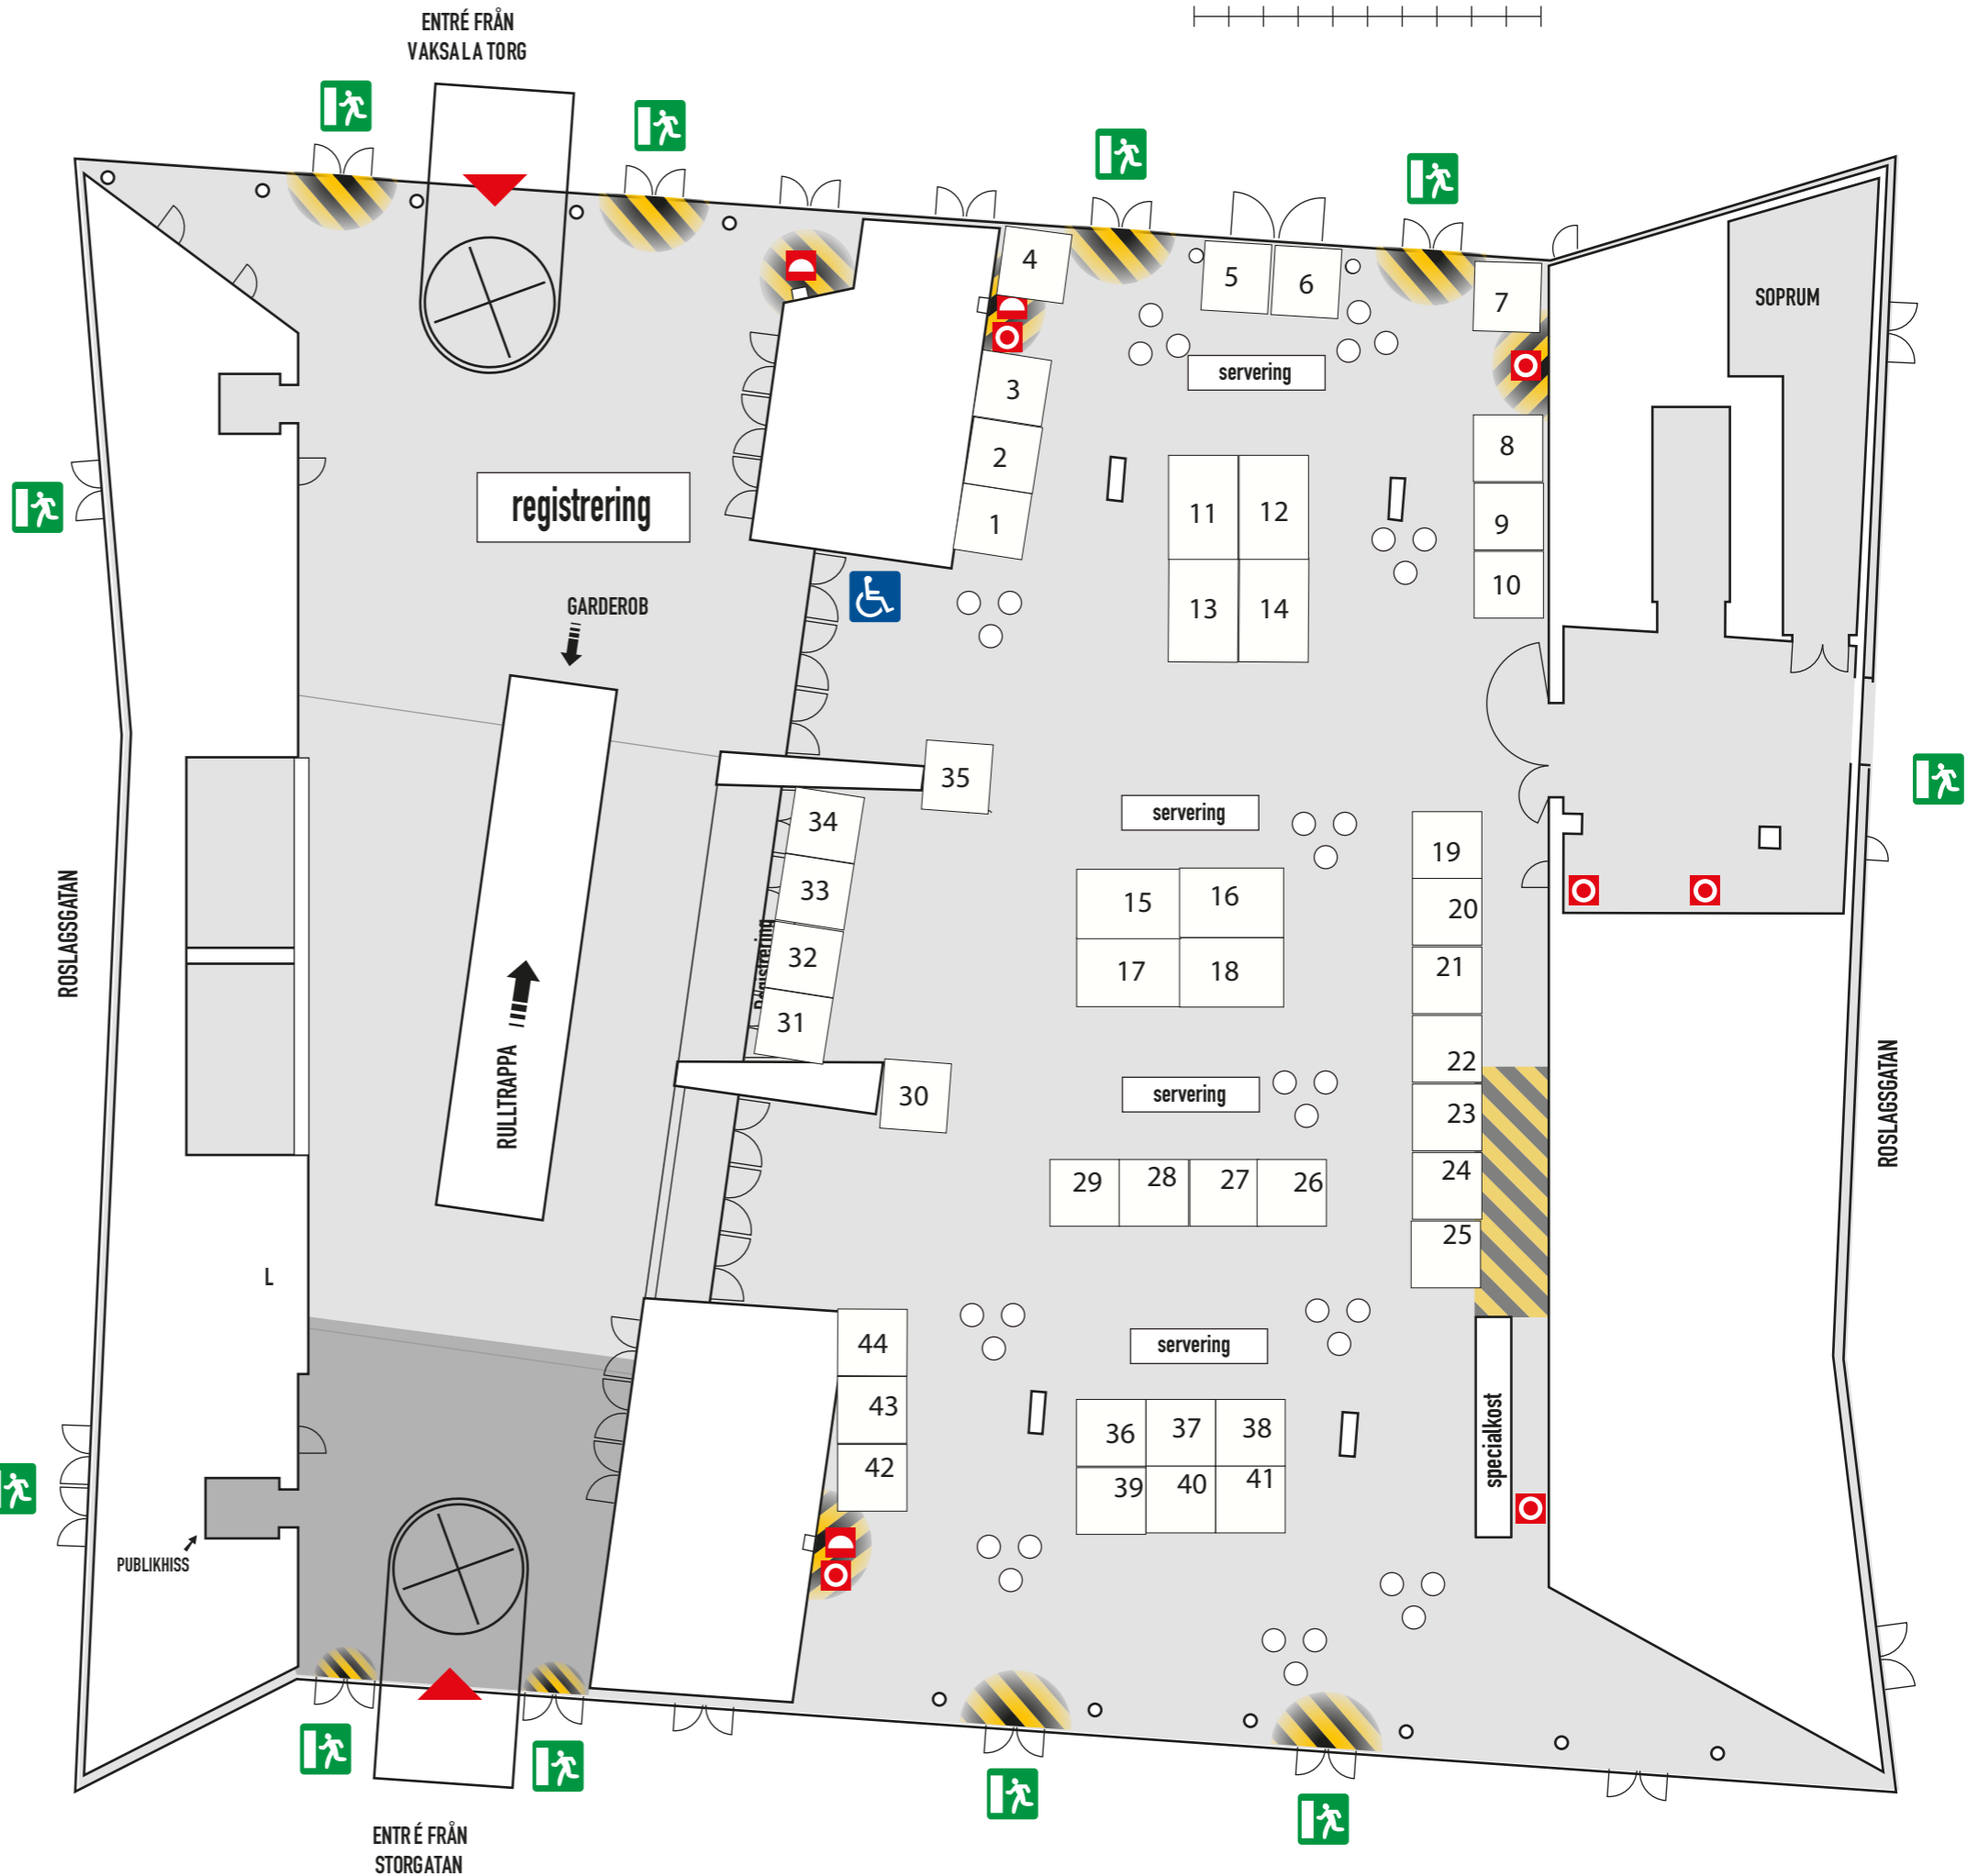 ENTRÉ FRÅN
VAKSALA TORG
4
5
6
7
SOPRUM
servering
3
2
1
8
9
10
registrering
11
12
13
14
GARDEROB
35
34
33
32
31
Registrering
servering
19
20
21
22
23
24
25
15
16
17
18
ROSLAGSGATAN
RULLTRAPPA
30
servering
ROSLAGSGATAN
29
28
27
26
L
44
43
42
servering
36
37
38
39
40
41
specialkost
PUBLIKHISS
ENTRÉ FRÅN
STORGATAN